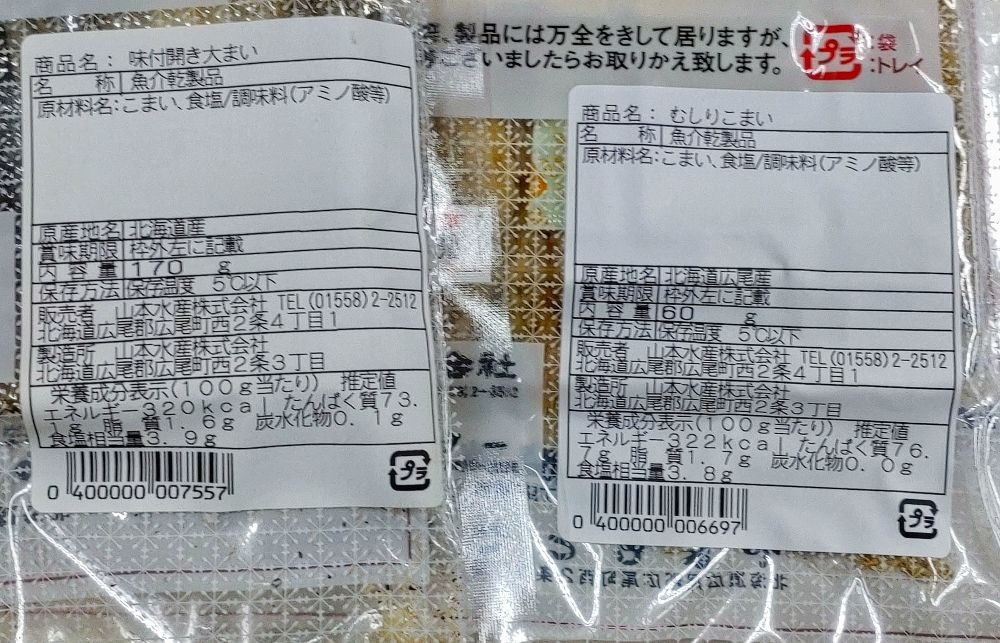 製品には万全をきして居りますが、
ございましたらお取りかえ致します。
プラ
:袋
:トレイ
商品名: 味付開き大まい
名 称 魚介乾製品
原材料名:こまい、食塩/調味料(アミノ酸等)
原産地名 北海道産
賞味期限 枠外左に記載
内容量 170 g
保存方法 保存温度 5℃以下
販売者 山本水産株式会社 TEL(01558)2-2512
北海道広尾郡広尾町西2条4丁目1
製造所 山本水産株式会社
北海道広尾郡広尾町西2条3丁目
栄養成分表示(100g当たり) 推定値
エネルギー320kcal たんぱく質73.
1g 脂 質1.6g 炭水化物0.1g
食塩相当量3.9g
0 400000 007557
プラ
商品名: むしりこまい
名 称 魚介乾製品
原材料名:こまい、食塩/調味料(アミノ酸等)
原産地名 北海道広尾産
賞味期限 枠外左に記載
内容量 60 g
保存方法 保存温度 5℃以下
販売者 山本水産株式会社 TEL(01558)2-2512
北海道広尾郡広尾町西2条4丁目1
製造所 山本水産株式会社
北海道広尾郡広尾町西2条3丁目
栄養成分表示(100g当たり) 推定値
エネルギー322kcal たんぱく質76.
7g 脂 質1.7g 炭水化物0.0g
食塩相当量3.8g
0 400000 006697
プラ
会社